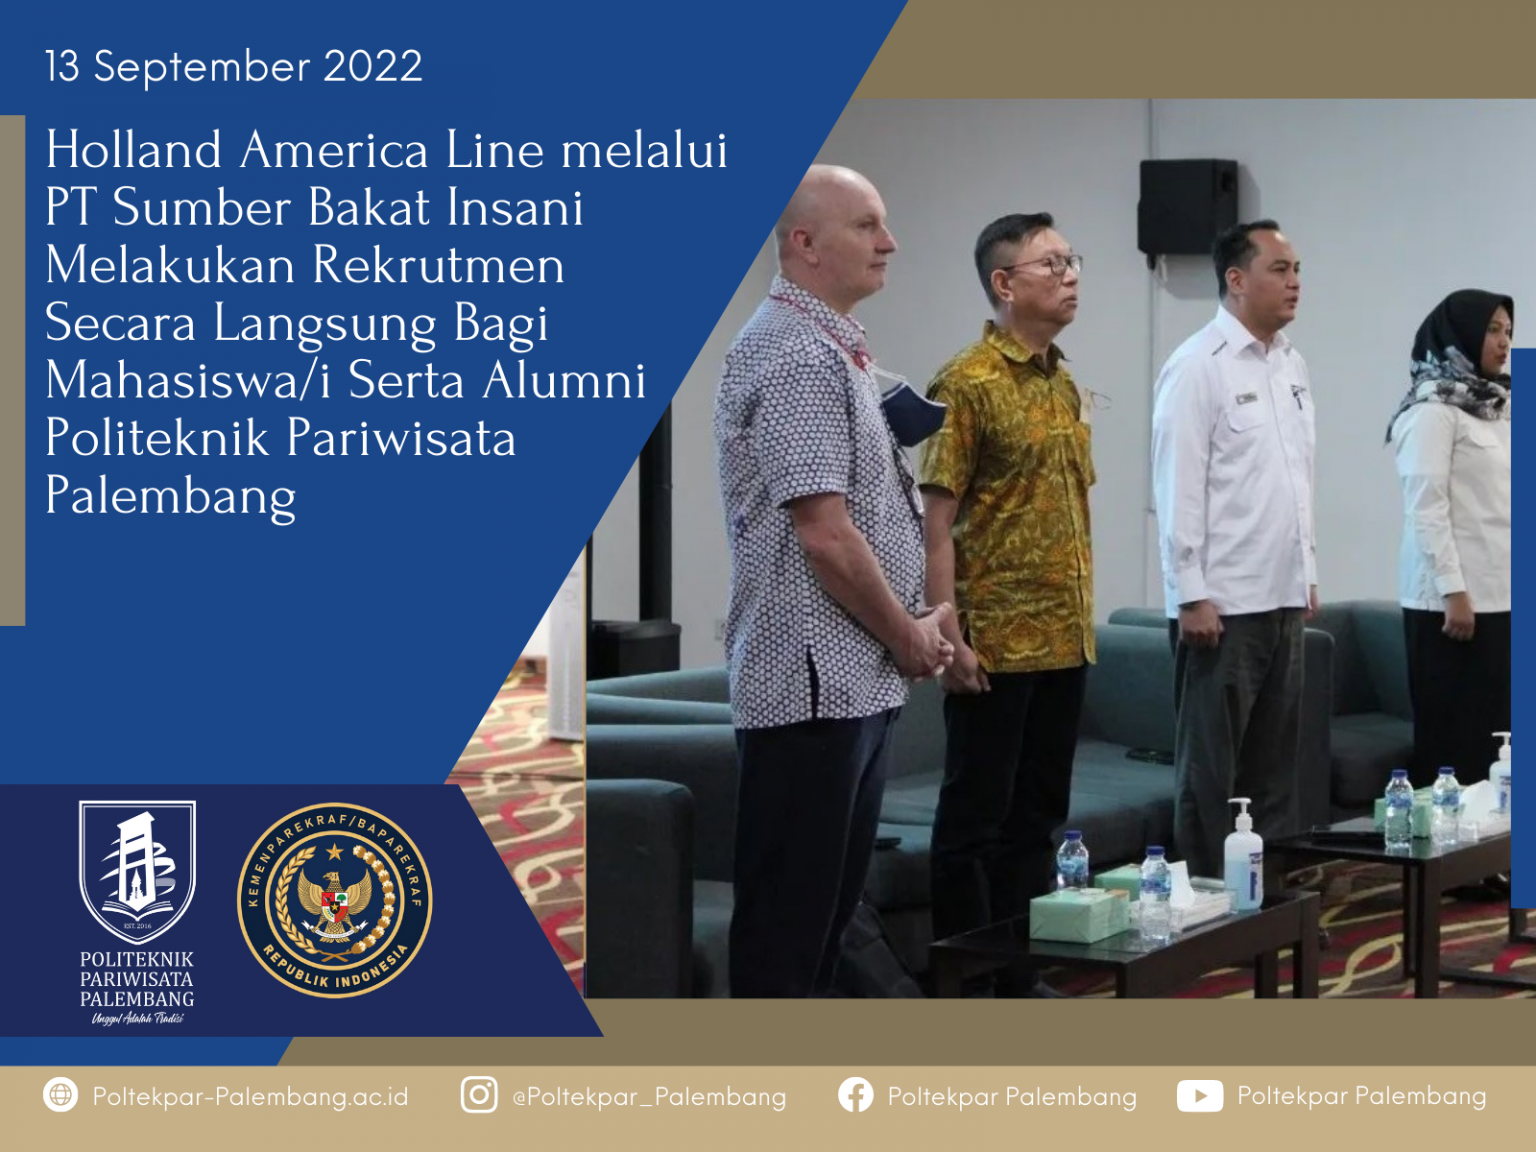 13 September 2022
Holland America Line melalui
PT Sumber Bakat Insani
Melakukan Rekrutmen
Secara Langsung Bagi
Mahasiswa/i Serta Alumni
Politeknik Pariwisata
Palembang
EST. 2016
POLITEKNIK
PARIWISATA
PALEMBANG
Unggul Adalah Tradisi
KEMENPAREKRAF/BAPAREKRAF
REPUBLIK INDONESIA
Poltekpar-Palembang.ac.id
@Poltekpar_Palembang
Poltekpar Palembang
Poltekpar Palembang